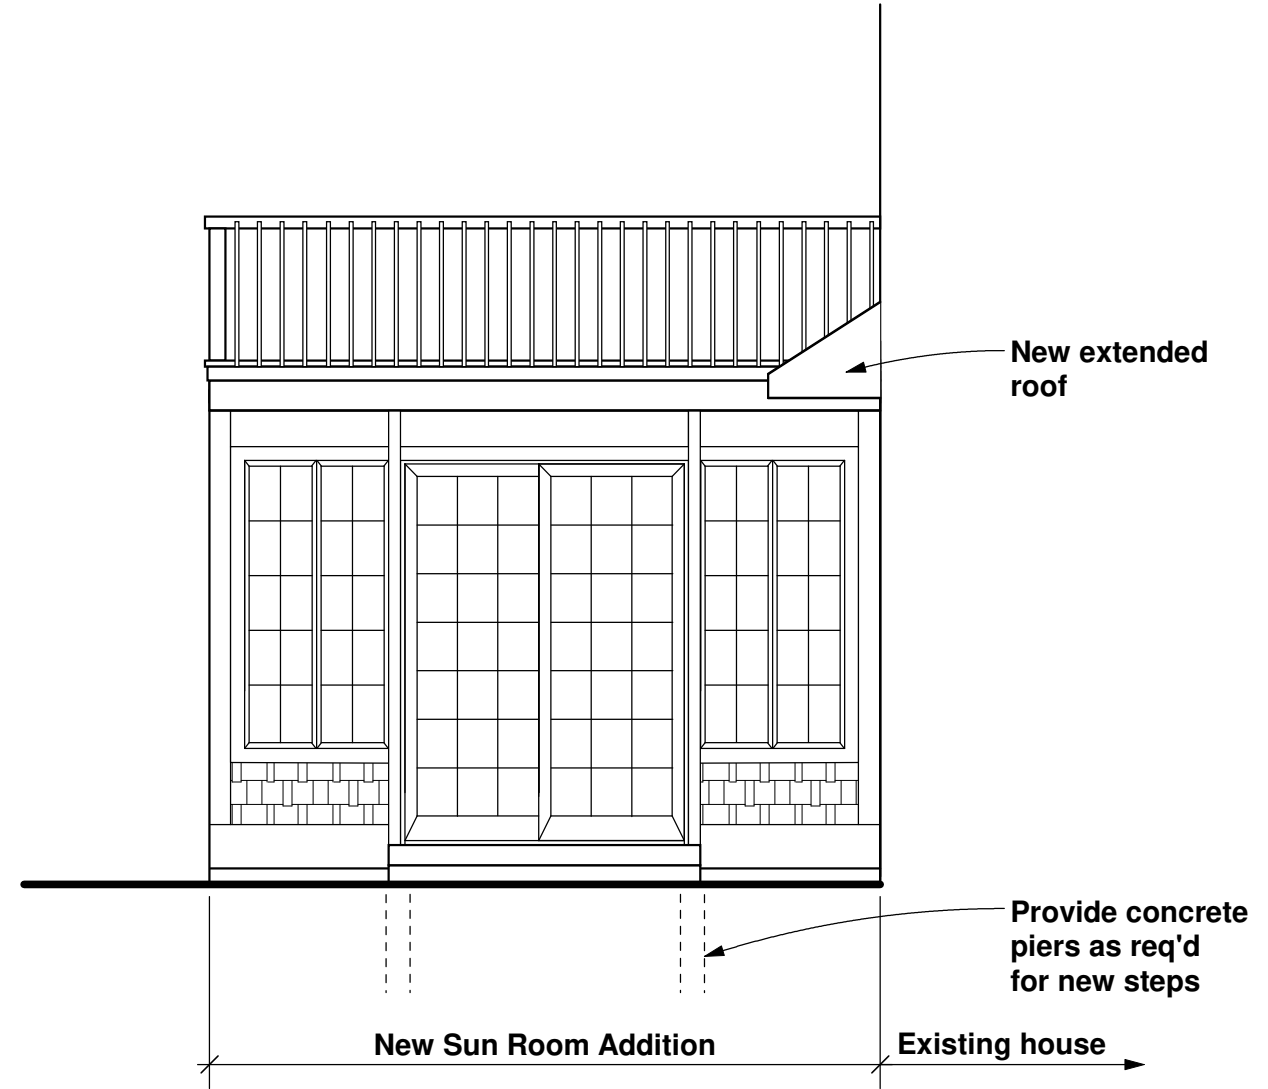 New extended
roof
Provide concrete
piers as req'd
for new steps
New Sun Room Addition
Existing house